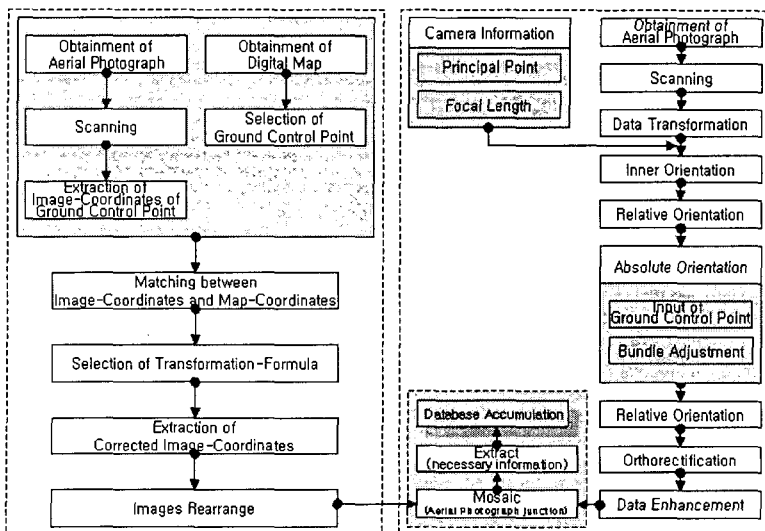 Obtainment of
Aerial Photograph
Obtainment of
Digital Map
Scanning
Selection of
Ground Control Point
Extraction of
Image-Coordinates of
Ground Control Point
Matching between
Image-Coordinates and Map-Coordinates
Selection of Transformation-Formula
Extraction of
Corrected Image-Coordinates
Images Rearrange
Camera Information
Principal Point
Focal Length
Obtainment of
Aerial Photograph
Scanning
Data Transformation
Inner Orientation
Relative Orientation
Absolute Orientation
Input of
Ground Control Point
Bundle Adjustment
Relative Orientation
Orthorectification
Data Enhancement
Database Accumulation
Extract
(necessary information)
Mosaic
(Aerial Photograph junction)